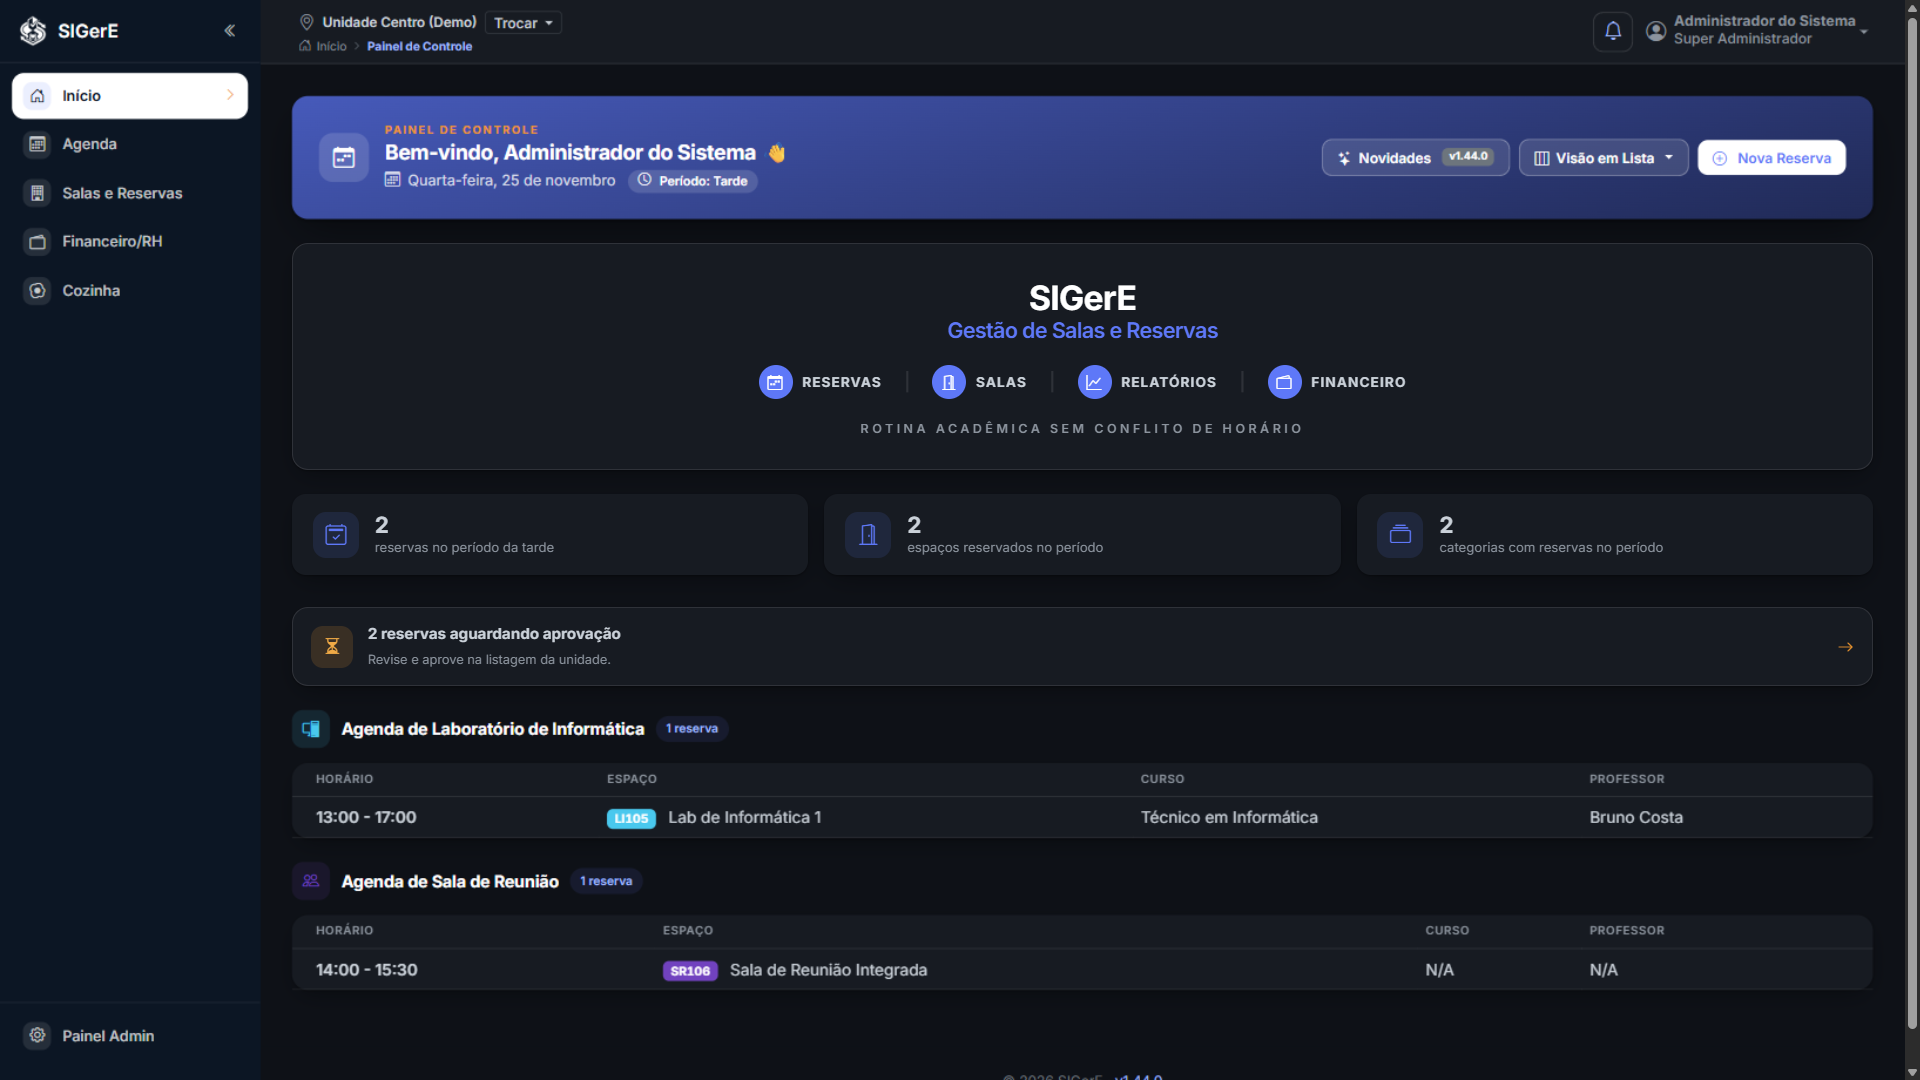 SIGerE
Início
Agenda
Salas e Reservas
Financeiro/RH
Cozinha
Painel Admin
Unidade Centro (Demo) Trocar
Início Painel de Controle
Administrador do Sistema
Super Administrador
PAINEL DE CONTROLE
Bem-vindo, Administrador do Sistema 👋
Quarta-feira, 25 de novembro Período: Tarde
Novidades v1.44.0
Visão em Lista
Nova Reserva
SIGerE
Gestão de Salas e Reservas
RESERVAS SALAS RELATÓRIOS FINANCEIRO
ROTINA ACADÊMICA SEM CONFLITO DE HORÁRIO
2
reservas no período da tarde
2
espaços reservados no período
2
categorias com reservas no período
2 reservas aguardando aprovação
Revise e aprove na listagem da unidade.
Agenda de Laboratório de Informática 1 reserva
HORÁRIO ESPAÇO CURSO PROFESSOR
13:00 - 17:00 LI105 Lab de Informática 1 Técnico em Informática Bruno Costa
Agenda de Sala de Reunião 1 reserva
HORÁRIO ESPAÇO CURSO PROFESSOR
14:00 - 15:30 SR106 Sala de Reunião Integrada N/A N/A
© 2026 SIGerE v1.44.0